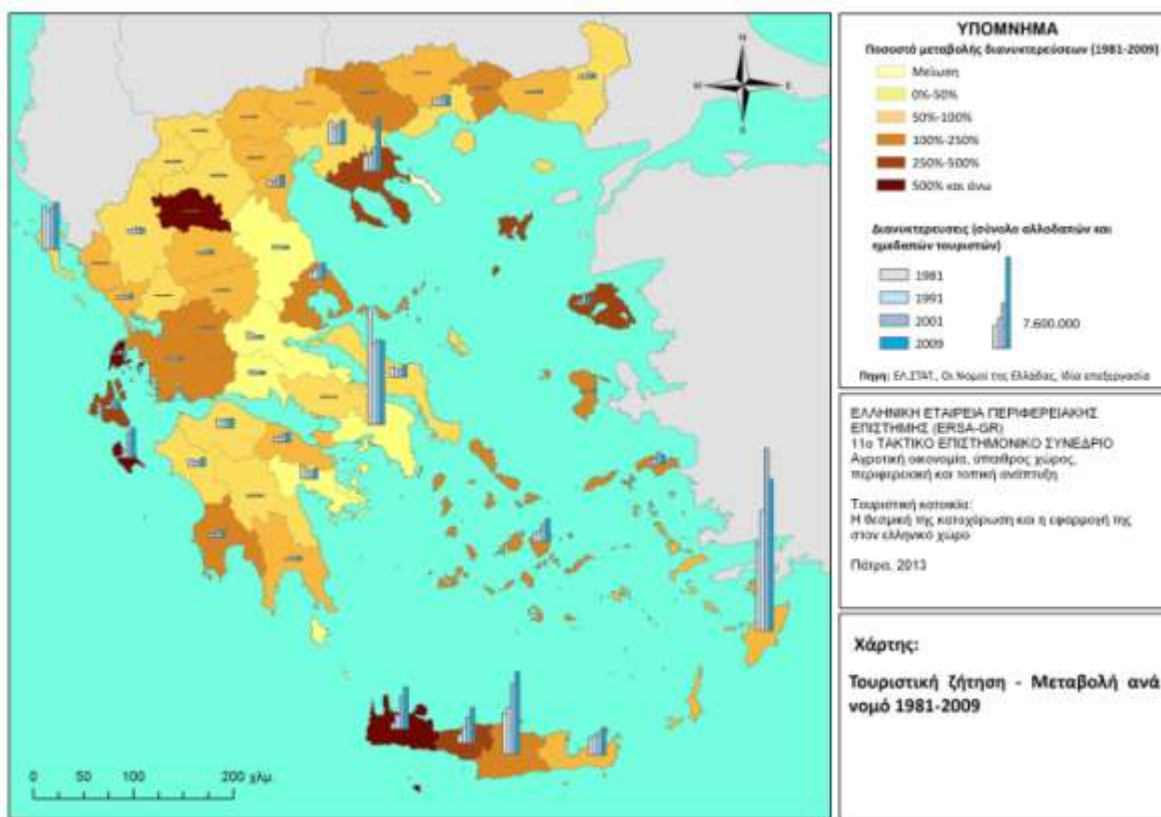 ΥΠΟΜΝΗΜΑ
Ποσοστό μεταβολής διανυκτερεύσεων (1981-2009)
Μείωση
0%-50%
50%-100%
100%-250%
250%-500%
500% και άνω
Διανυκτερευσεις (σύνολο αλλοδαπών και
ημεδαπών τουριστών)
1981
1991
2001
2009
7.600.000
Πηγη: ΕΛ.ΣΤΑΤ., Οι Νομοί της Ελλάδας, Ιδία επεξεργασία
ΕΛΛΗΝΙΚΗ ΕΤΑΙΡΕΙΑ ΠΕΡΙΦΕΡΕΙΑΚΗΣ
ΕΠΙΣΤΗΜΗΣ (ERSA-GR)
11ο ΤΑΚΤΙΚΟ ΕΠΙΣΤΗΜΟΝΙΚΟ ΣΥΝΕΔΡΙΟ
Αγροτική οικονομία, ύπαιθρος χώρος,
περιφερειακή και τοπική ανάπτυξη
Τουριστική κατοικία:
Η θεσμική της κατοχύρωση και η εφαρμογή της
στον ελληνικό χώρο
Πάτρα, 2013
Χάρτης:
Τουριστική ζήτηση - Μεταβολή ανά
νομό 1981-2009
0 50 100 200 χλμ.